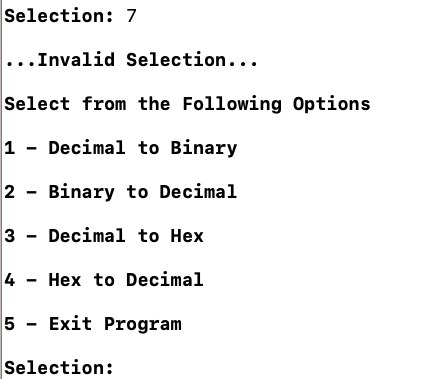 Selection: 7
...Invalid Selection...
Select from the Following Options
1 – Decimal to Binary
2 – Binary to Decimal
3 – Decimal to Hex
4 – Hex to Decimal
5 – Exit Program
Selection: